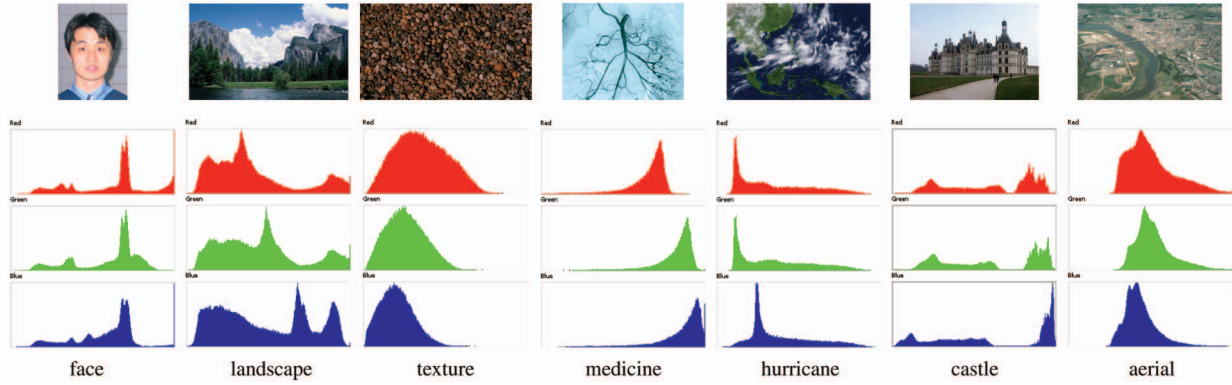 Red Red Red Red Red Red Red
Green Green Green Green Green Green Green
Blue Blue Blue Blue Blue Blue Blue
face landscape texture medicine hurricane castle aerial